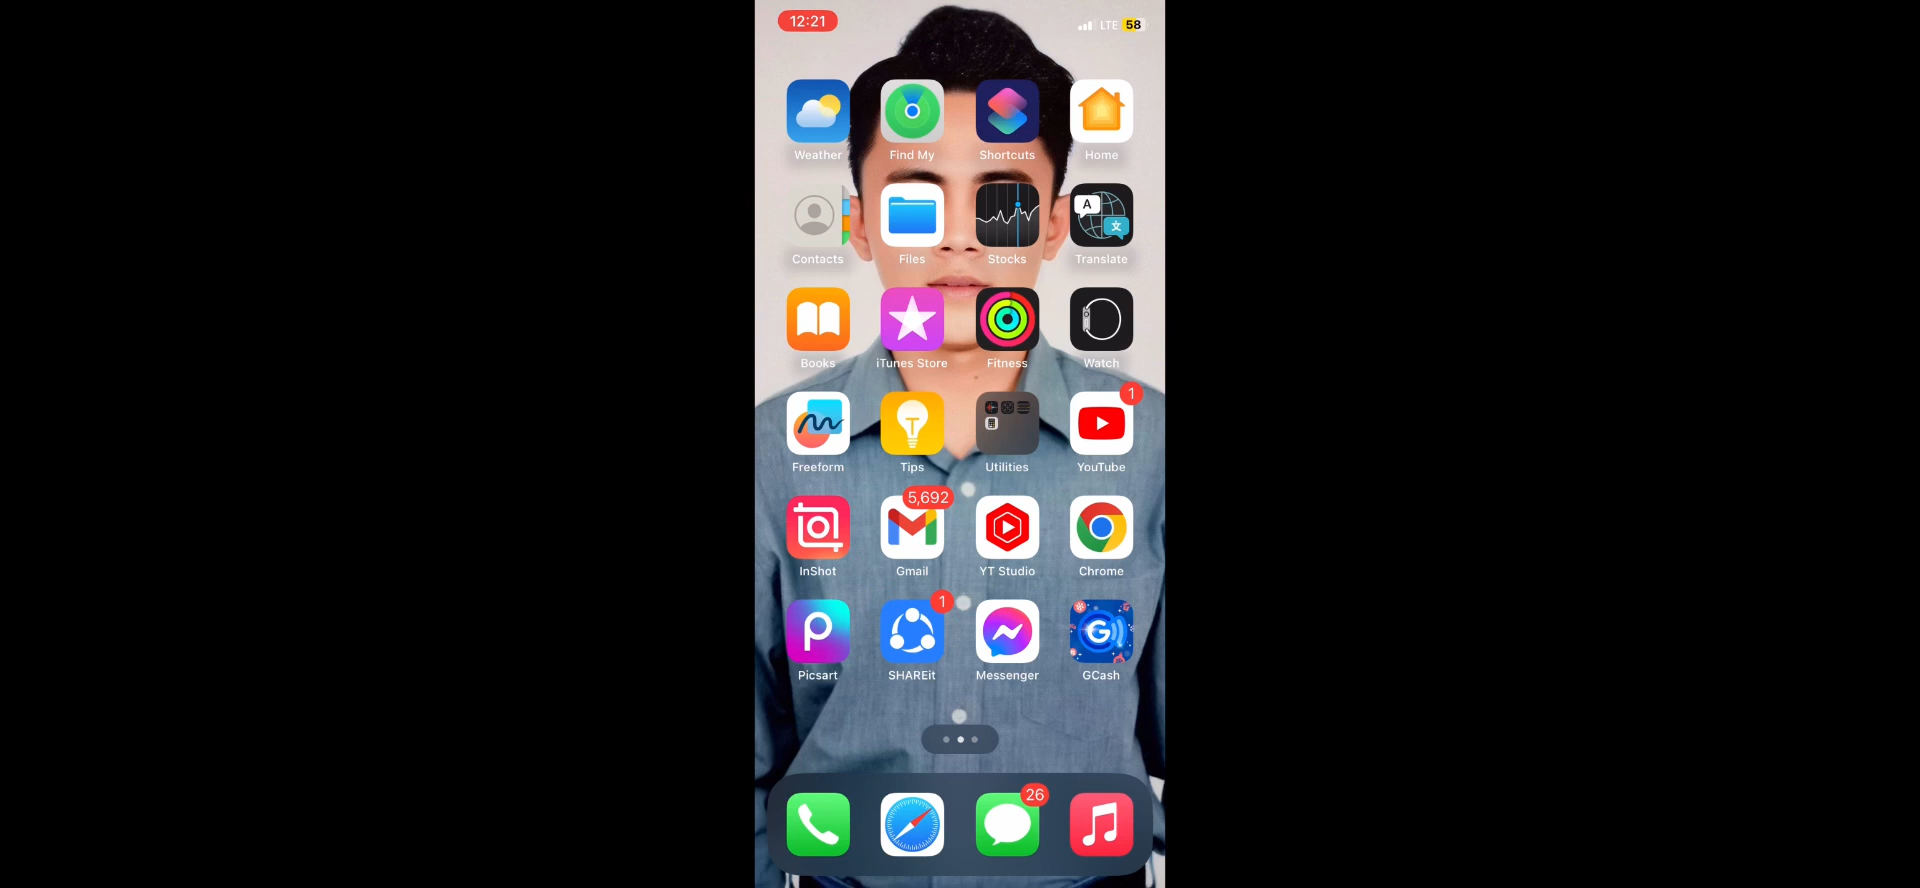 12:21
LTE 58
Weather Find My Shortcuts Home
A
文
Contacts Files Stocks Translate
Books iTunes Store Fitness Watch
1
Freeform Tips Utilities YouTube
5,692
InShot Gmail YT Studio Chrome
1
Picsart SHAREit Messenger GCash
26